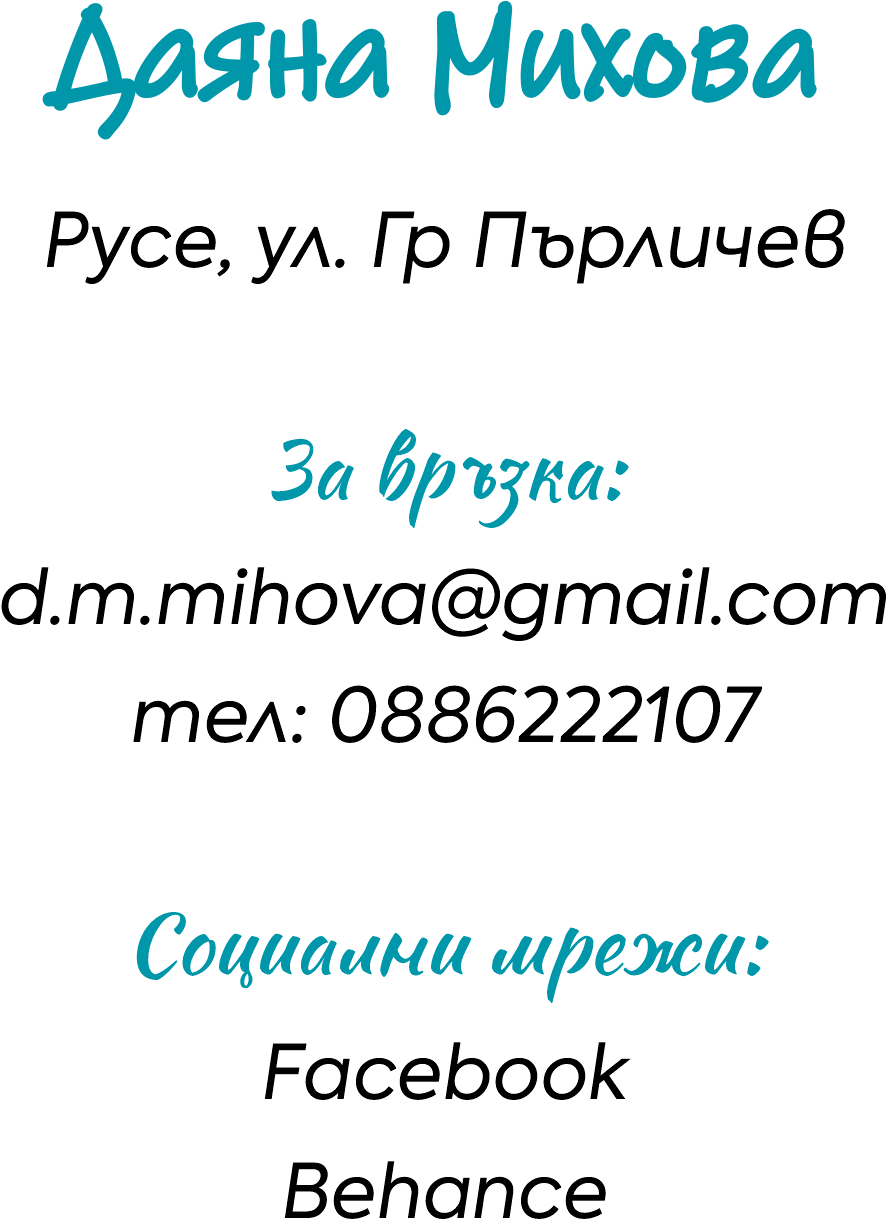 Даяна Михова
Русе, ул. Гр Пърличев
За връзка:
d.m.mihova@gmail.com
тел: 0886222107
Социални мрежи:
Facebook
Behance